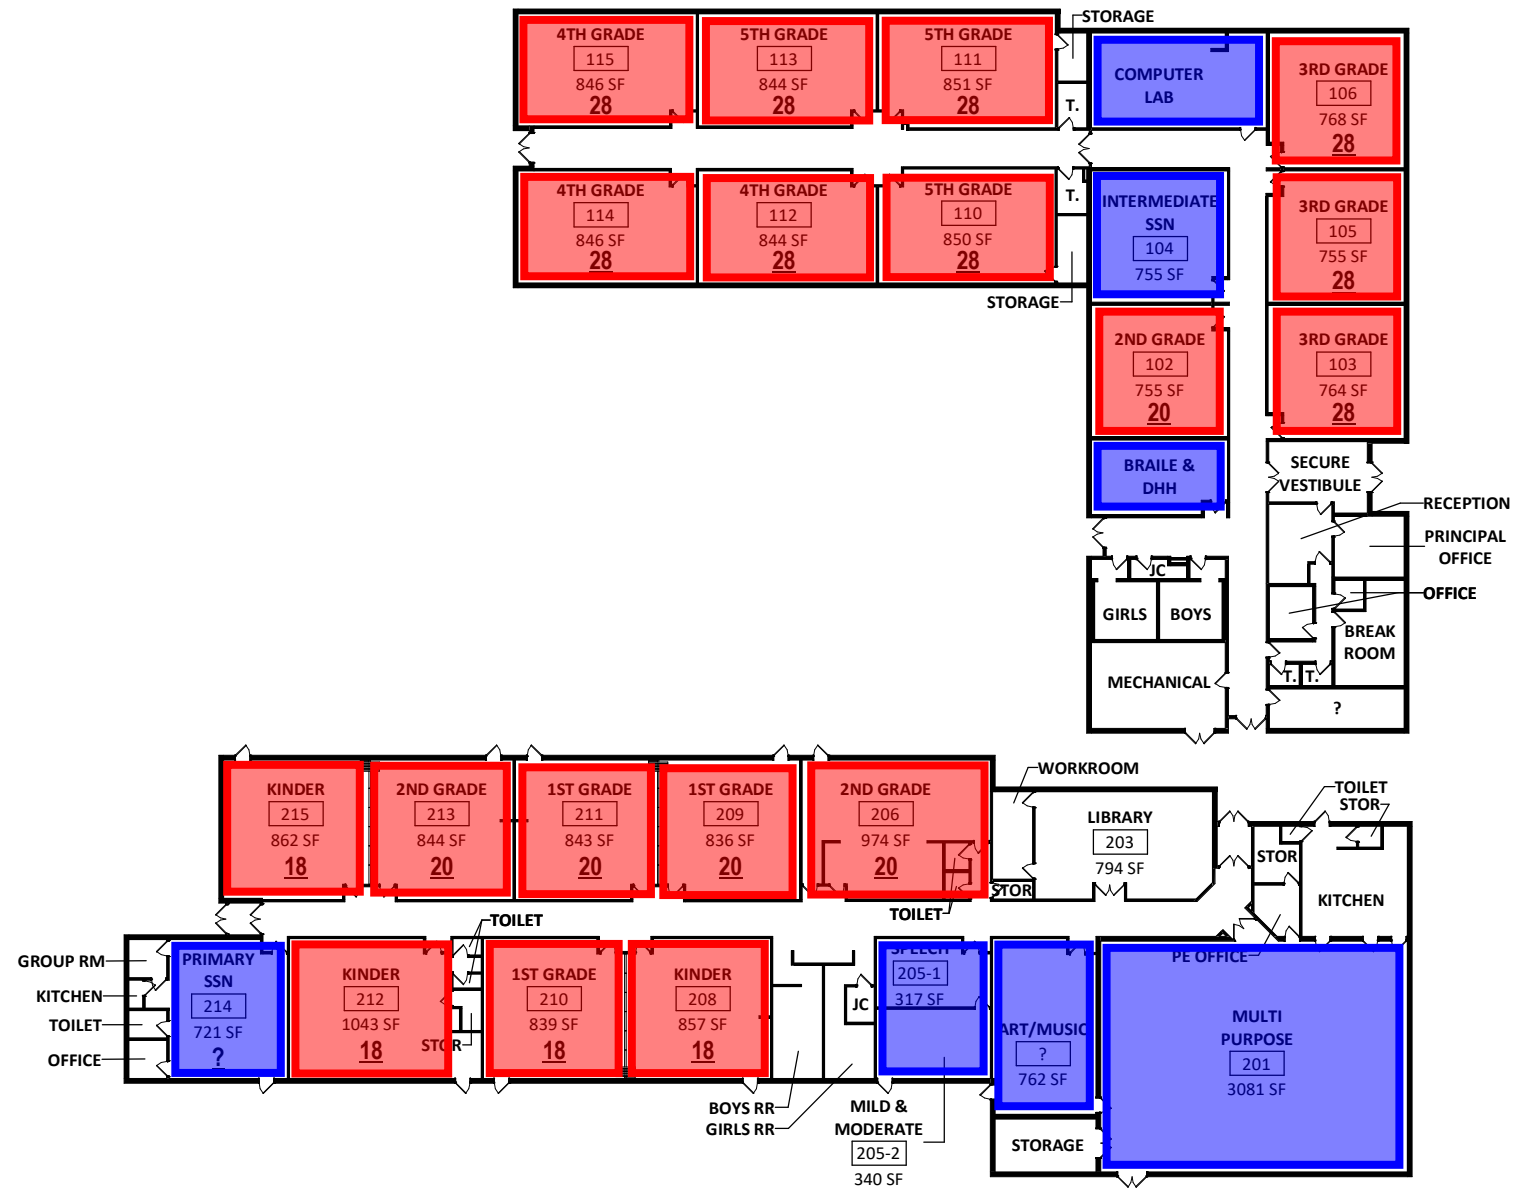 4TH GRADE
115
846 SF
28
5TH GRADE
113
844 SF
28
5TH GRADE
111
851 SF
28
STORAGE
T.
COMPUTER
LAB
3RD GRADE
106
768 SF
28
4TH GRADE
114
846 SF
28
4TH GRADE
112
844 SF
28
5TH GRADE
110
850 SF
28
T.
STORAGE
INTERMEDIATE
SSN
104
755 SF
3RD GRADE
105
755 SF
28
2ND GRADE
102
755 SF
20
3RD GRADE
103
764 SF
28
BRAILE &
DHH
SECURE
VESTIBULE
RECEPTION
PRINCIPAL
OFFICE
OFFICE
JC
GIRLS
BOYS
BREAK
ROOM
MECHANICAL
T.
T.
?
KINDER
215
862 SF
18
2ND GRADE
213
844 SF
20
1ST GRADE
211
843 SF
20
1ST GRADE
209
836 SF
20
2ND GRADE
206
974 SF
20
WORKROOM
LIBRARY
203
794 SF
STOR
TOILET
TOILET
STOR
STOR
KITCHEN
PE OFFICE
GROUP RM
KITCHEN
TOILET
OFFICE
PRIMARY
SSN
214
721 SF
?
KINDER
212
1043 SF
18
TOILET
STOR
1ST GRADE
210
839 SF
18
KINDER
208
857 SF
18
BOYS RR
GIRLS RR
JC
SPEECH
205-1
317 SF
MILD &
MODERATE
205-2
340 SF
ART/MUSIC
?
762 SF
STORAGE
MULTI
PURPOSE
201
3081 SF